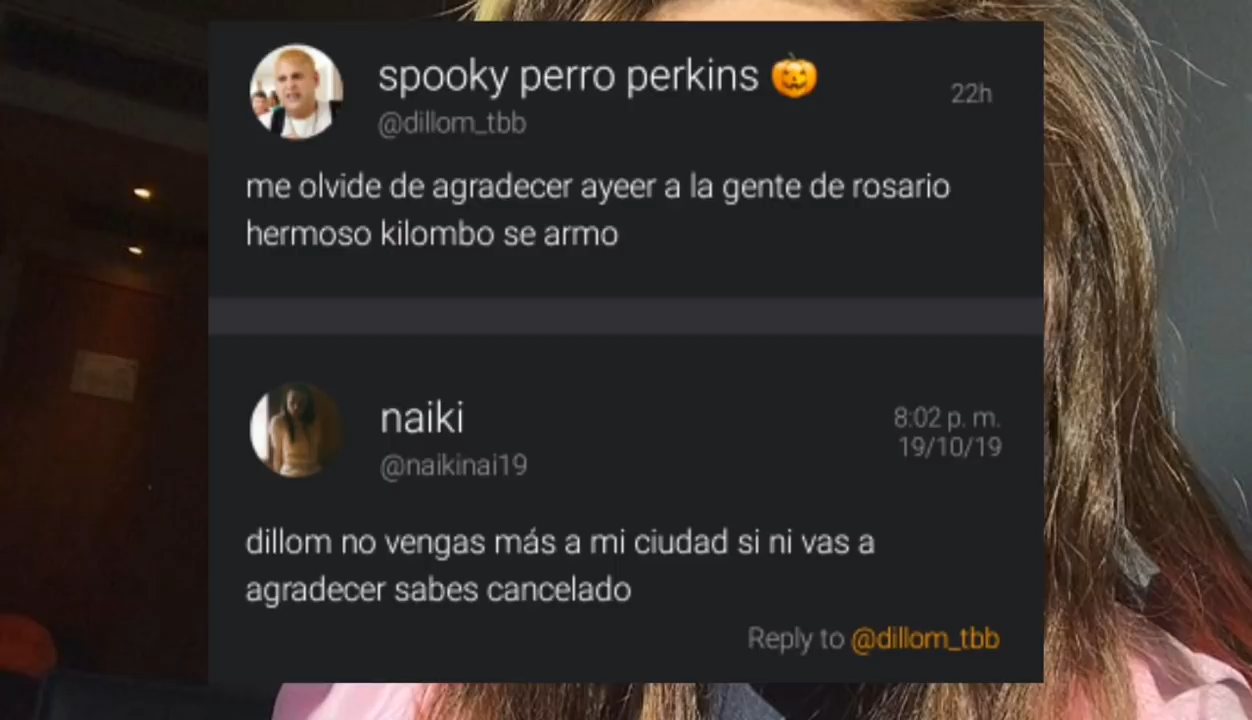 spooky perro perkins 🎃
22h
@dillom_tbb
me olvide de agradecer ayeer a la gente de rosario
hermoso kilombo se armo
naiki
8:02 p. m.
@naikinai19
19/10/19
dillom no vengas más a mi ciudad si ni vas a
agradecer sabes cancelado
Reply to @dillom_tbb